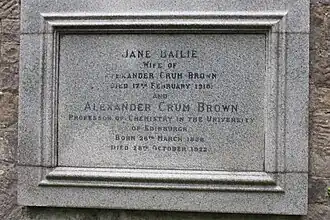 JANE BAILIE
WIFE OF
ALEXANDER CRUM BROWN
DIED 17TH FEBRUARY 1910
AND
ALEXANDER CRUM BROWN
PROFESSOR OF CHEMISTRY IN THE UNIVERSITY
OF EDINBURGH
BORN 26TH MARCH 1838
DIED 28TH OCTOBER 1922